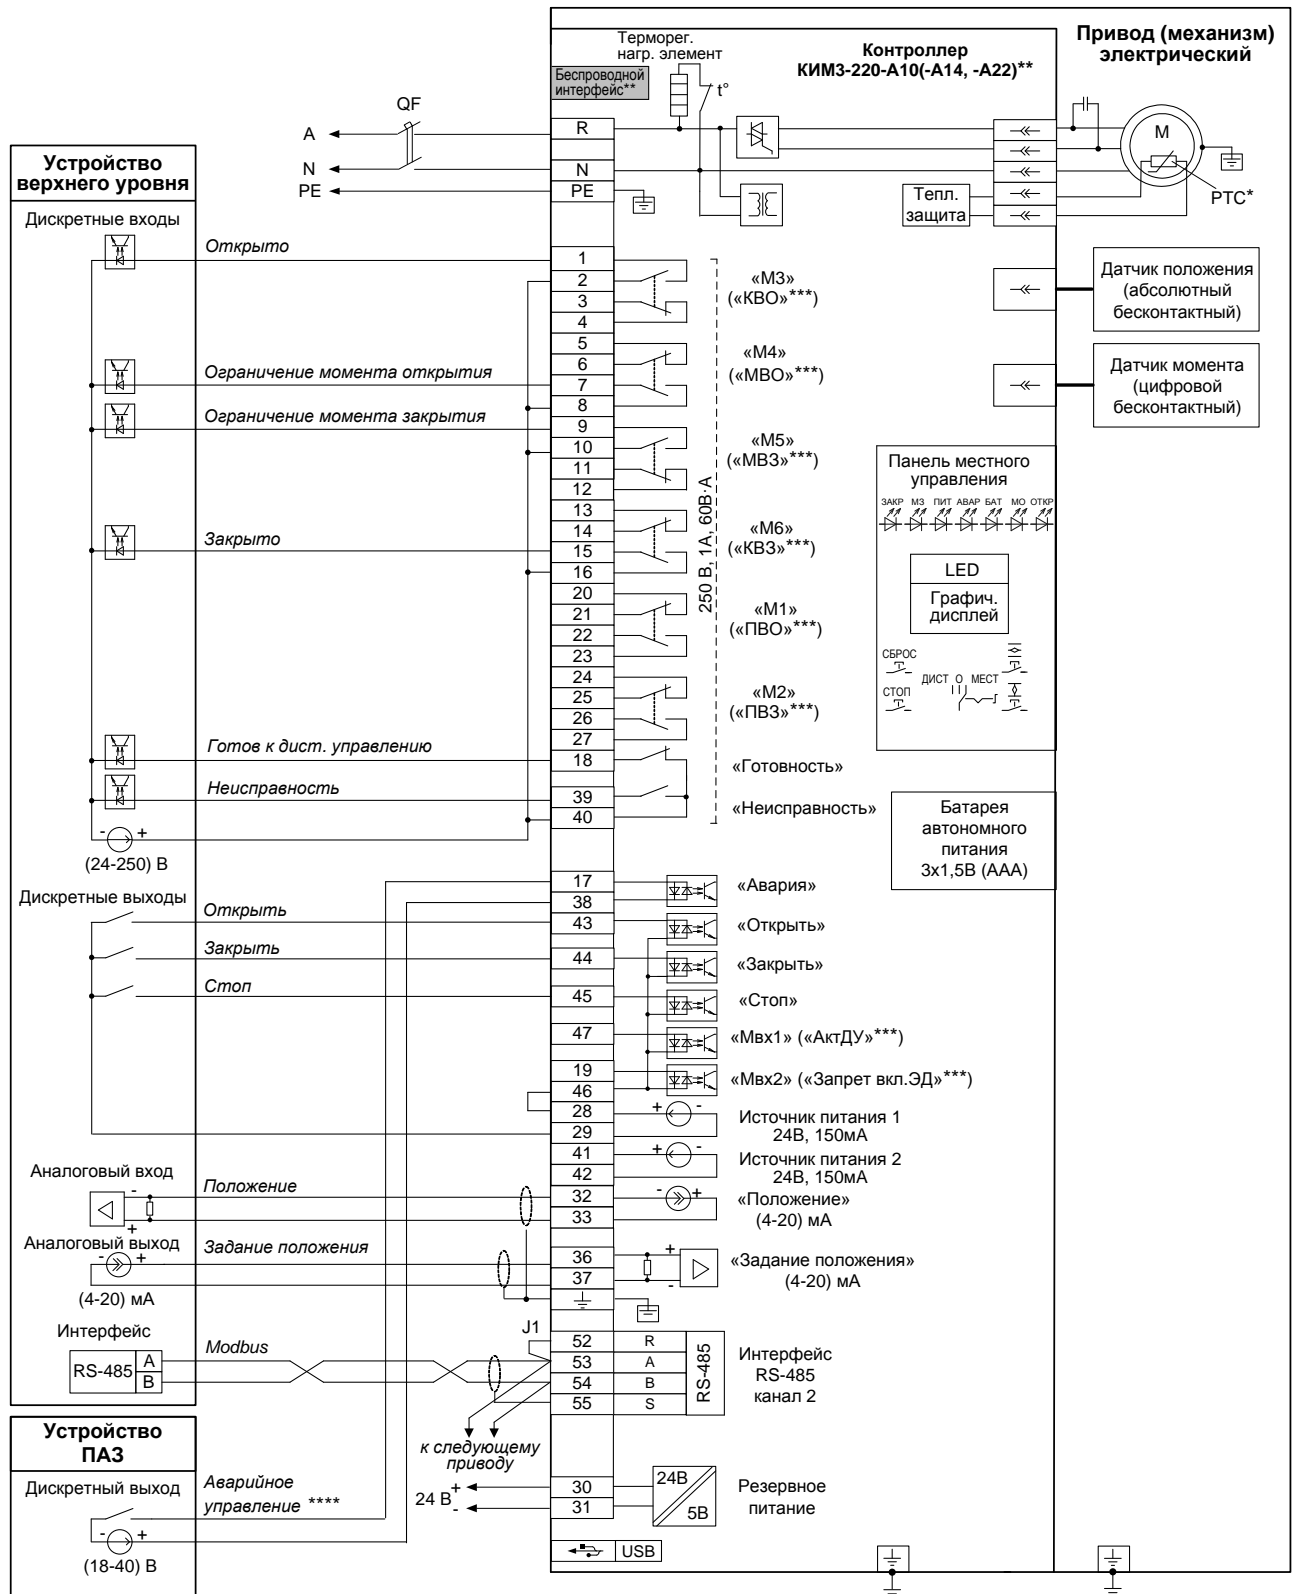 Привод (механизм)
электрический
Контроллер
КИМ3-220-А10(-А14, -А22)**
Терморег.
нагр. элемент
Беспроводной
интерфейс**
t°
QF
A
N
PE
R
N
PE
M
PTC*
Тепл.
защита
Устройство
верхнего уровня
Дискретные входы
Открыто
Ограничение момента открытия
Ограничение момента закрытия
Закрыто
Готов к дист. управлению
Неисправность
- +
(24-250) В
1
2
3
4
5
6
7
8
9
10
11
12
13
14
15
16
20
21
22
23
24
25
26
27
18
39
40
«М3»
(«КВО»***)
«М4»
(«МВО»***)
«М5»
(«МВЗ»***)
«М6»
(«КВЗ»***)
«М1»
(«ПВО»***)
«М2»
(«ПВЗ»***)
«Готовность»
«Неисправность»
250 В, 1А, 60В·А
Датчик положения
(абсолютный
бесконтактный)
Датчик момента
(цифровой
бесконтактный)
Панель местного
управления
ЗАКР МЗ ПИТ АВАР БАТ МО ОТКР
LED
Графич.
дисплей
СБРОС
СТОП
ДИСТ О МЕСТ
Батарея
автономного
питания
3х1,5В (ААА)
Дискретные выходы
Открыть
Закрыть
Стоп
17
38
43
44
45
47
19
46
28
29
41
42
32
33
36
37
«Авария»
«Открыть»
«Закрыть»
«Стоп»
«Мвх1» («АктДУ»***)
«Мвх2» («Запрет вкл.ЭД»***)
+ -
Источник питания 1
24В, 150мА
+ -
Источник питания 2
24В, 150мА
- +
«Положение»
(4-20) мА
+
-
«Задание положения»
(4-20) мА
Аналоговый вход
-
+
Положение
Аналоговый выход
- +
Задание положения
(4-20) мА
Интерфейс
RS-485
A
B
Modbus
J1
52 R
53 A
54 B
55 S
RS-485
Интерфейс
RS-485
канал 2
к следующему
приводу
Устройство
ПАЗ
Дискретный выход
Аварийное
управление ****
- +
(18-40) В
24 В
+
-
30
31
24В
5В
Резервное
питание
USB